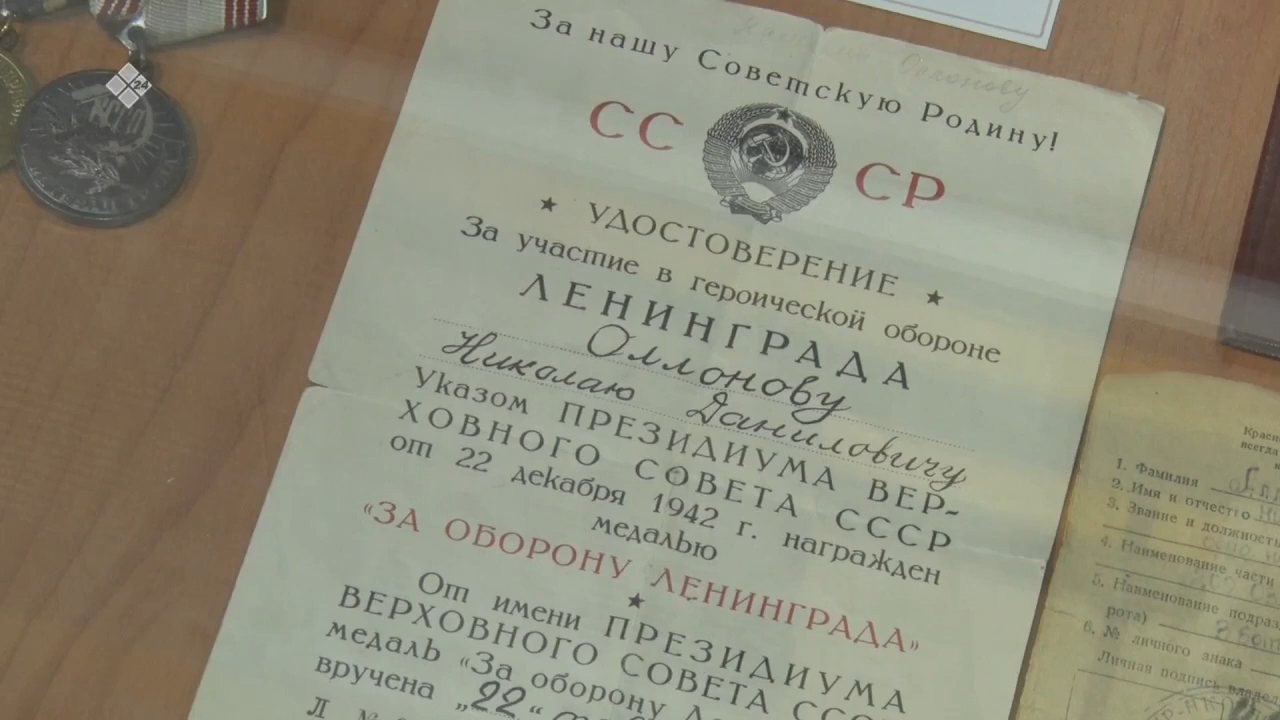 За нашу Советскую Родину!
СС СР
★ УДОСТОВЕРЕНИЕ ★
За участие в героической обороне
ЛЕНИНГРАДА
Оллонову
Николаю Даниловичу
Указом ПРЕЗИДИУМА ВЕР-
ХОВНОГО СОВЕТА СССР
от 22 декабря 1942 г. награжден
медалью
«ЗА ОБОРОНУ ЛЕНИНГРАДА»
★
От имени ПРЕЗИДИУМА
ВЕРХОВНОГО СОВЕТА
медаль «За оборону
вручена „22“
24
1. Фамилия
2. Имя и отчество
3. Звание и должность
4. Наименование части
5. Наименование подраз
рота)
6. № личного знака
Личная подпись